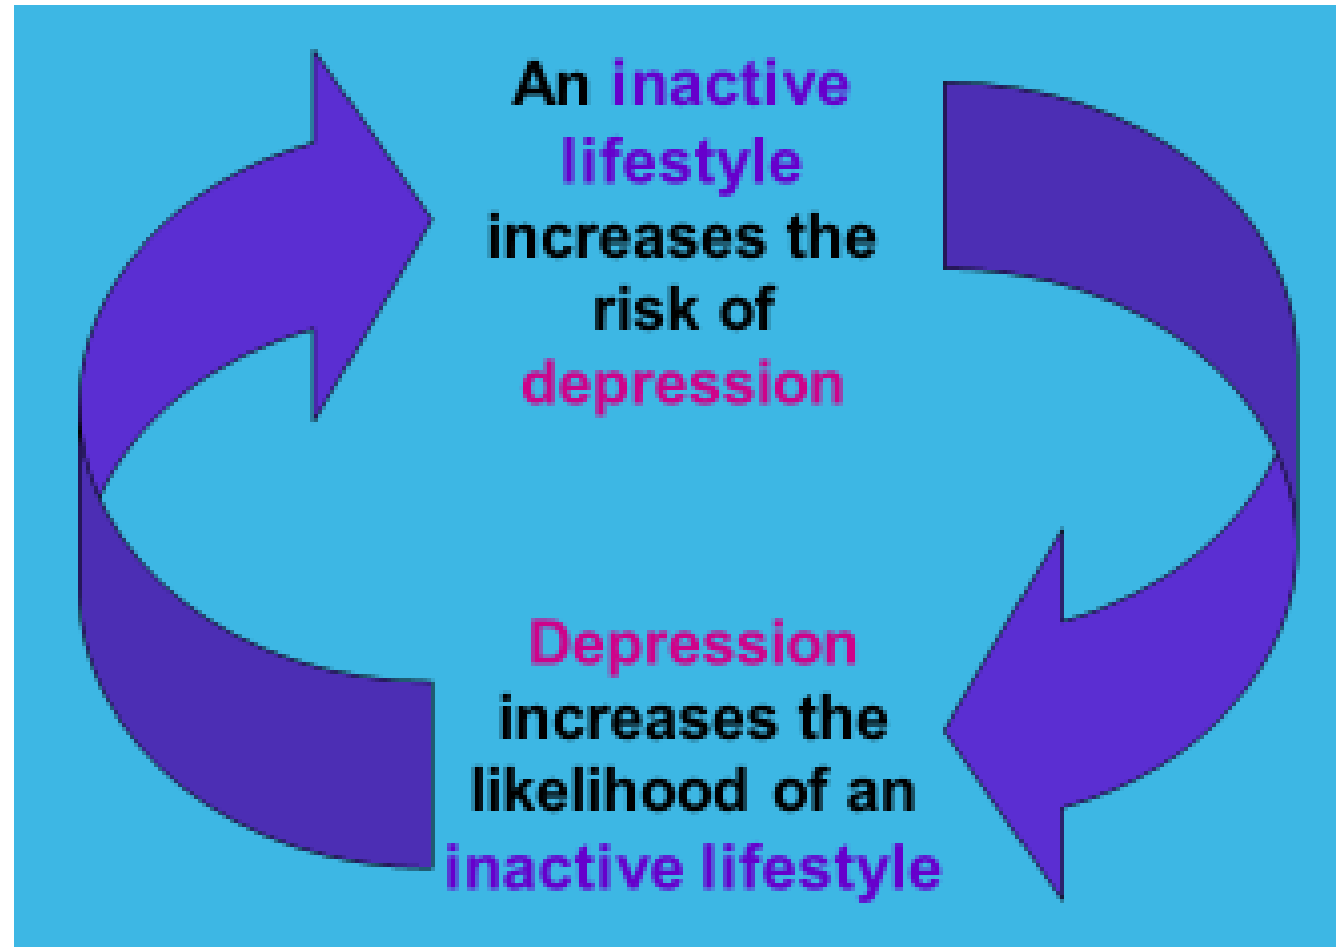 An inactive
lifestyle
increases the
risk of
depression
Depression
increases the
likelihood of an
inactive lifestyle